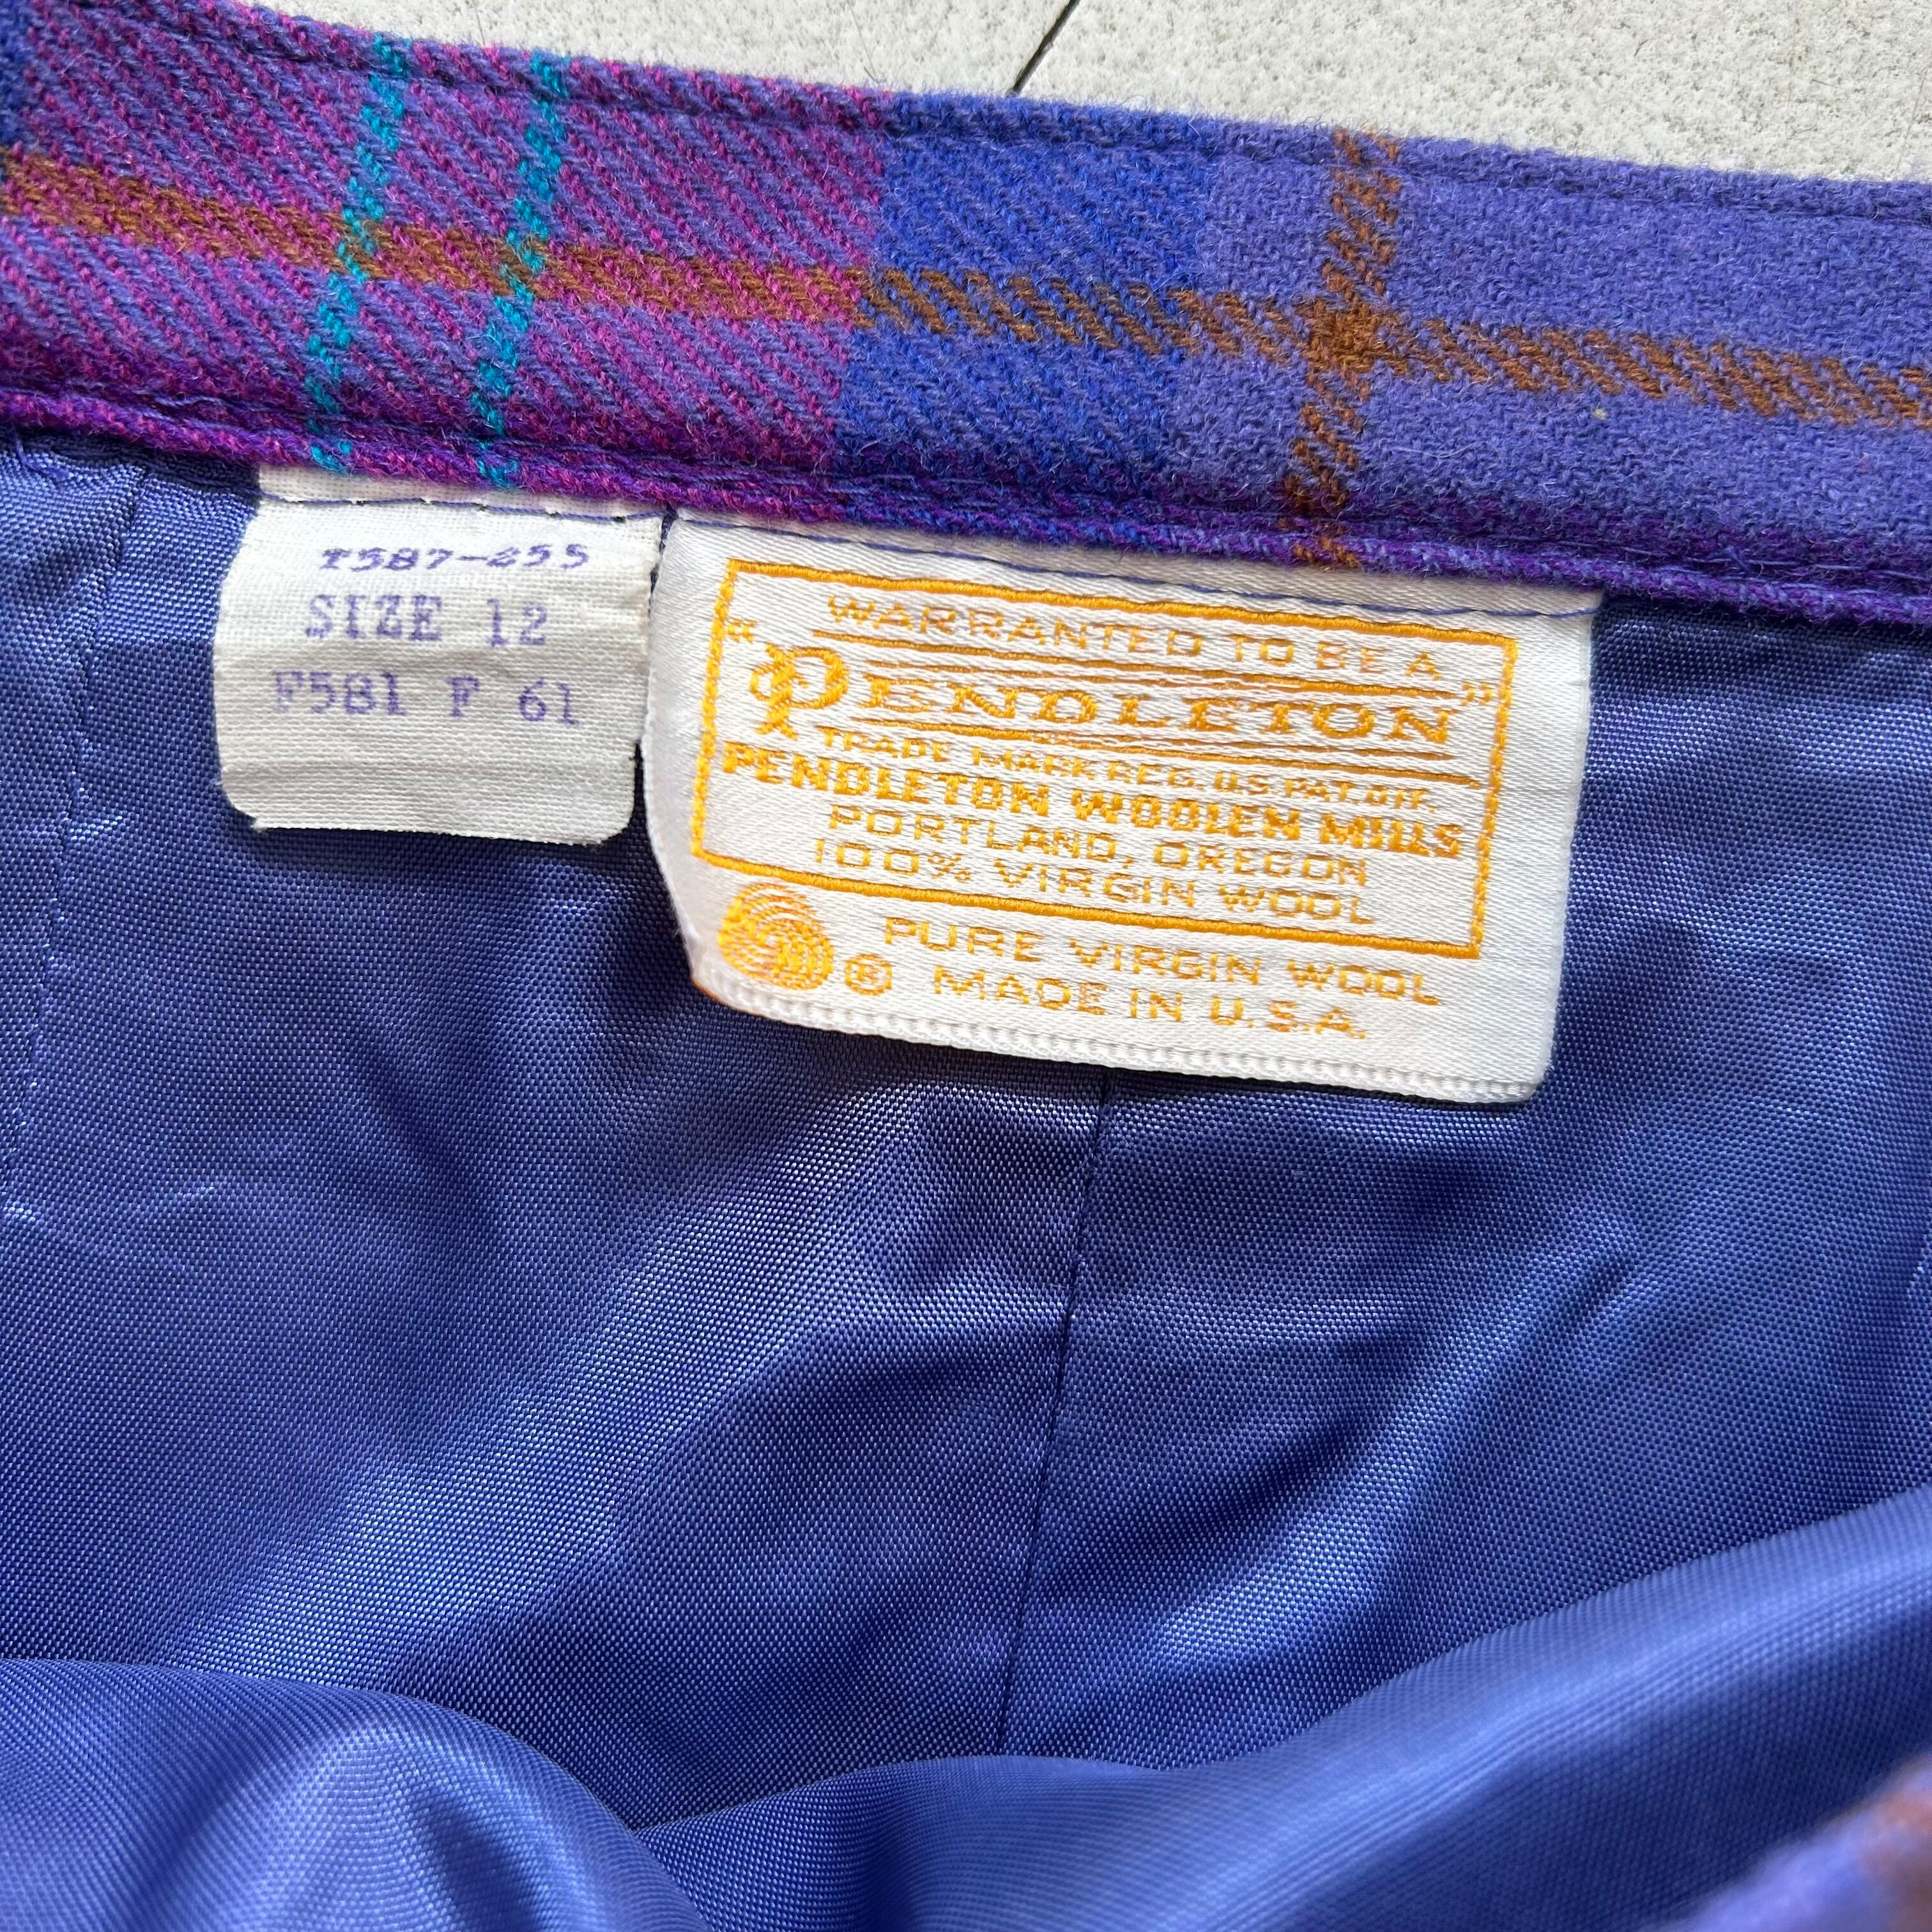 T587-255
SIZE 12
F581 F 61
WARRANTED TO BE A
"PENDLETON"
TRADE MARK REG. U.S. PAT. OFF.
PENDLETON WOOLEN MILLS
PORTLAND, OREGON
100% VIRGIN WOOL
PURE VIRGIN WOOL
® MADE IN U.S.A.